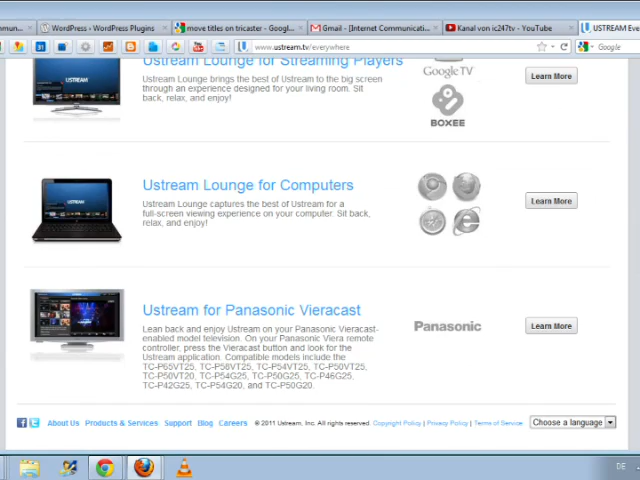 WordPress › WordPress Plugins
move titles on tricaster - Googl...
Gmail - [Internet Communicati...
Kanal von ic247tv - YouTube
USTREAM Eve
www.ustream.tv/everywhere
Google
Ustream Lounge for Streaming Players
Ustream Lounge brings the best of Ustream to the big screen
through an experience designed for your living room. Sit
back, relax, and enjoy!
Google TV
BOXEE
Learn More
USTREAM
Ustream Lounge for Computers
Ustream Lounge captures the best of Ustream for a
full-screen viewing experience on your computer. Sit back,
relax, and enjoy!
Learn More
USTREAM
Ustream for Panasonic Vieracast
Lean back and enjoy Ustream on your Panasonic Vieracast-
enabled model television. On your Panasonic Viera remote
controller, press the Vieracast button and look for the
Ustream application. Compatible models include the
TC-P65VT25, TC-P58VT25, TC-P54VT25, TC-P50VT25,
TC-P50VT20, TC-P54G25, TC-P50G25, TC-P46G25,
TC-P42G25, TC-P54G20, and TC-P50G20.
Panasonic
Learn More
About Us Products & Services Support Blog Careers © 2011 Ustream, Inc. All rights reserved. Copyright Policy | Privacy Policy | Terms of Service
Choose a language
DE